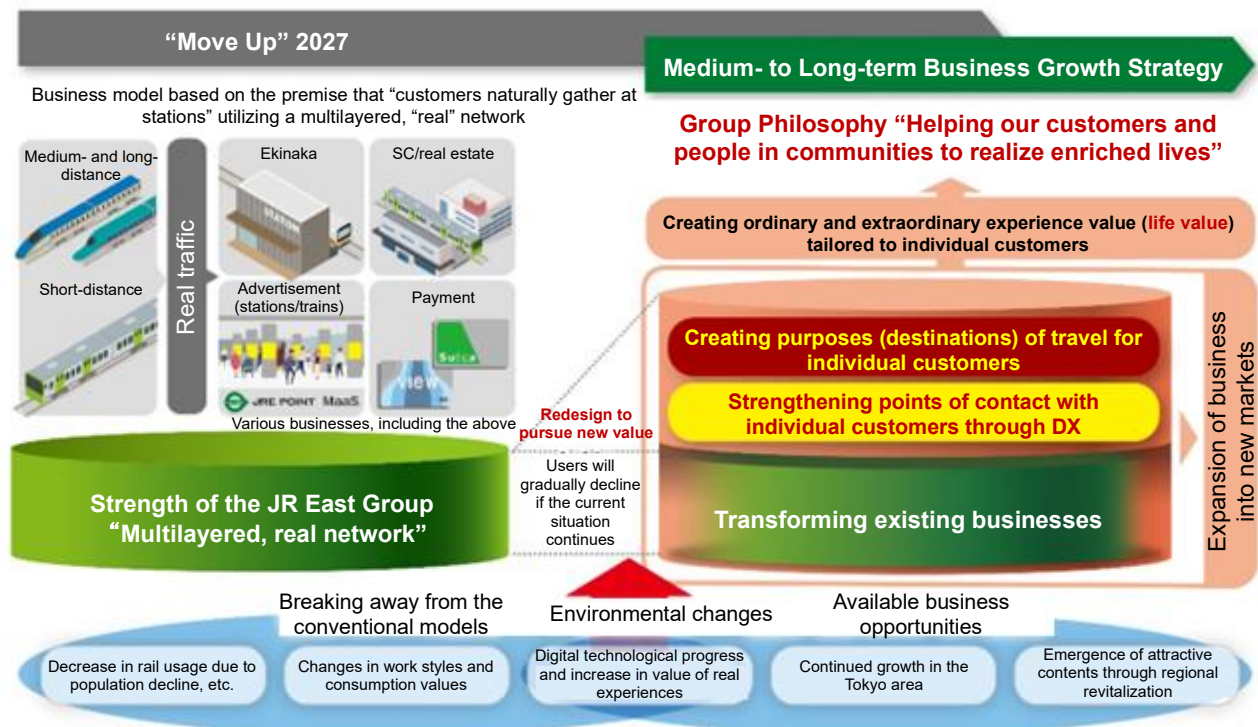 “Move Up” 2027
Medium- to Long-term Business Growth Strategy
Business model based on the premise that “customers naturally gather at
stations” utilizing a multilayered, “real” network
Group Philosophy “Helping our customers and
people in communities to realize enriched lives”
Medium- and long-
distance
Short-distance
Real traffic
Ekinaka
STATION
SC/real estate
Advertisement
(stations/trains)
JRE POINT MaaS
Payment
Suica
VIEW
Various businesses, including the above
Creating ordinary and extraordinary experience value (life value)
tailored to individual customers
Creating purposes (destinations) of travel for
individual customers
Strengthening points of contact with
individual customers through DX
Transforming existing businesses
Expansion of business
into new markets
Redesign to
pursue new value
Users will
gradually decline
if the current
situation
continues
Strength of the JR East Group
“Multilayered, real network”
Breaking away from the
conventional models
Environmental changes
Available business
opportunities
Decrease in rail usage due to
population decline, etc.
Changes in work styles and
consumption values
Digital technological progress
and increase in value of real
experiences
Continued growth in the
Tokyo area
Emergence of attractive
contents through regional
revitalization